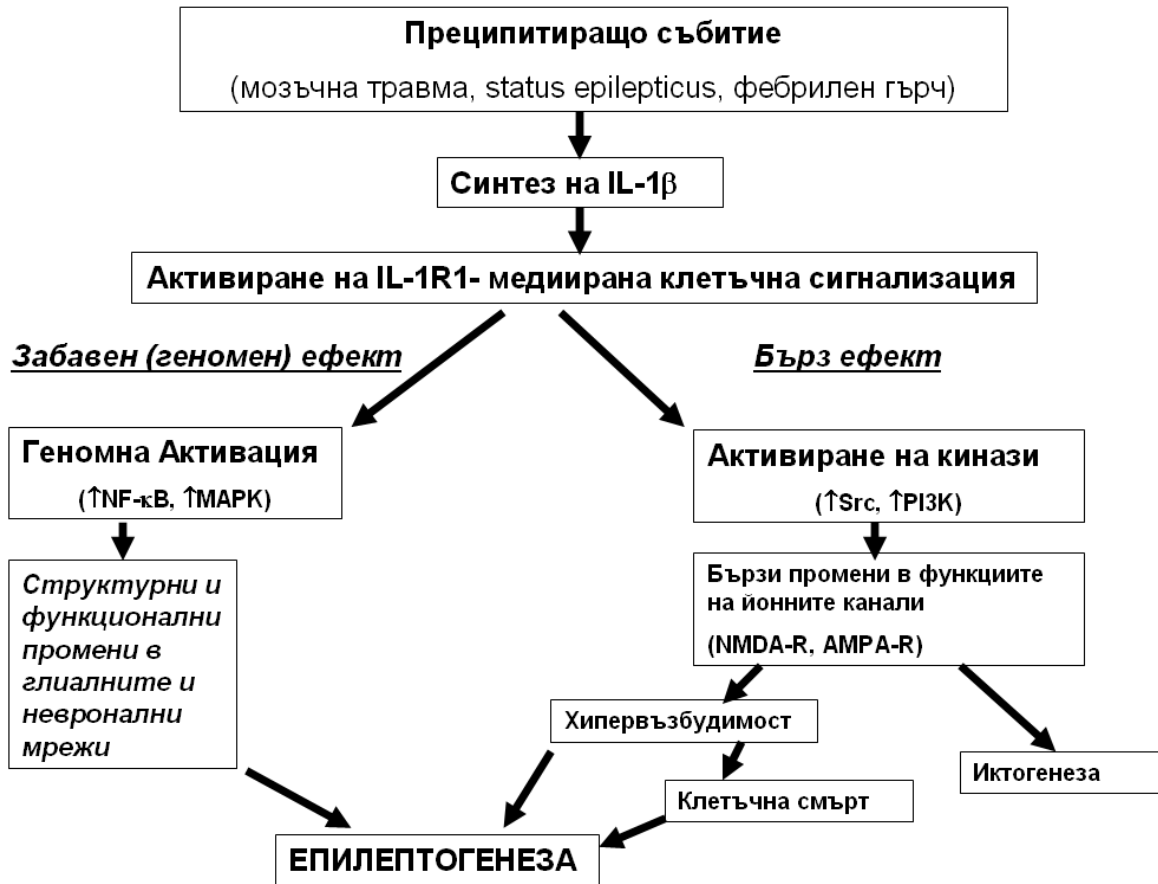 Преципитиращо събитие
(мозъчна травма, status epilepticus, фебрилен гърч)
Синтез на IL-1β
Активиране на IL-1R1- медиирана клетъчна сигнализация
Забавен (геномен) ефект
Бърз ефект
Геномна Активация
(↑NF-κB, ↑MAPK)
Активиране на кинази
(↑Src, ↑PI3K)
Структурни и
функционални
промени в
глиалните и
невронални
мрежи
Бързи промени в функциите
на йонните канали
(NMDA-R, AMPA-R)
Хипервъзбудимост
Иктогенеза
Клетъчна смърт
ЕПИЛЕПТОГЕНЕЗА